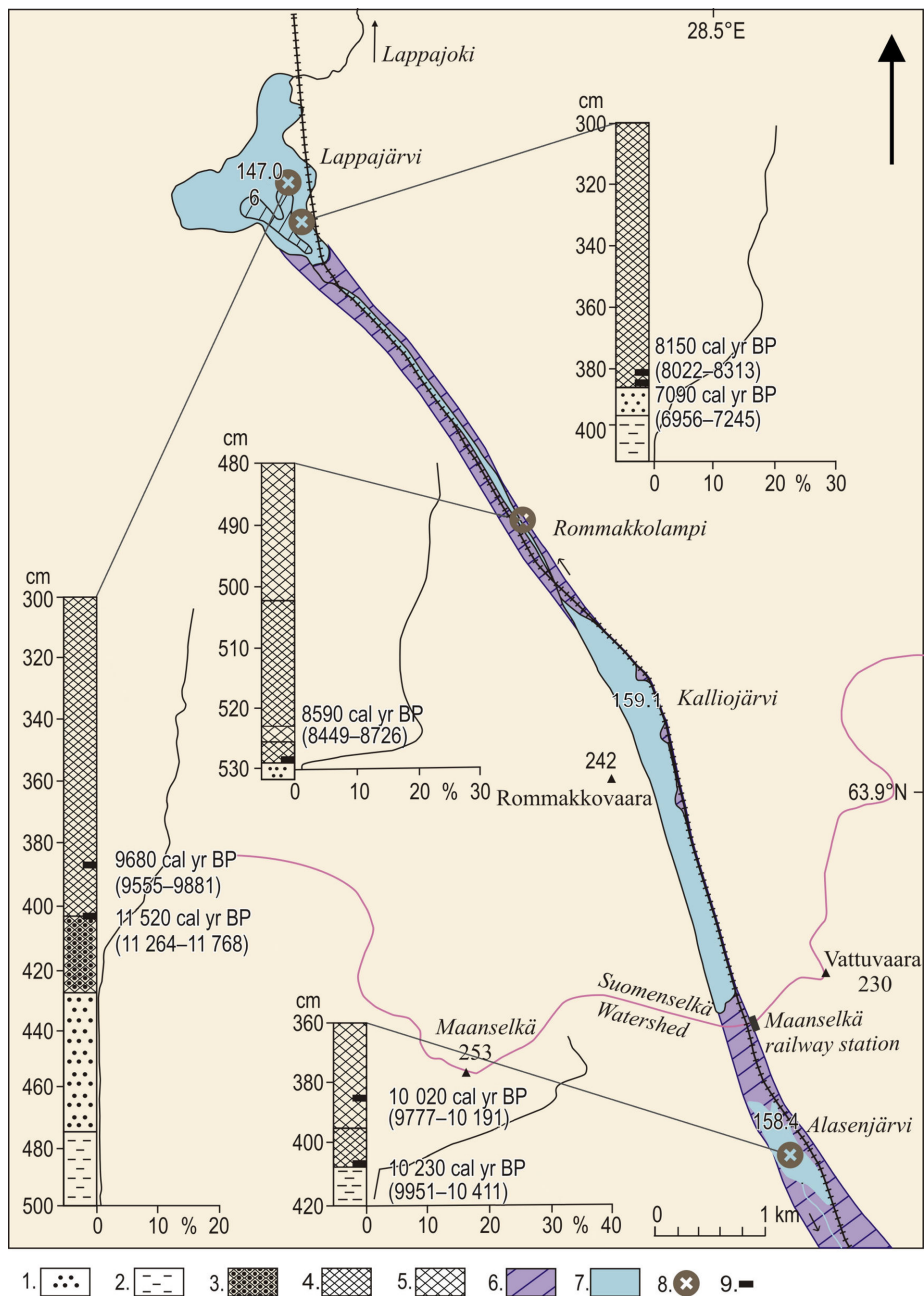 28.5°E
Lappajoki
cm
300
320
340
360
380
400
8150 cal yr BP
(8022–8313)
7090 cal yr BP
(6956–7245)
0 10 20 % 30
Lappajärvi
147.0
6
cm
480
490
500
510
520
530
8590 cal yr BP
(8449–8726)
0 10 20 % 30
Rommakkolampi
Kalliojärvi
159.1
242
Rommakkovaara
63.9°N
cm
300
320
340
360
380
400
420
440
460
480
500
9680 cal yr BP
(9555–9881)
11 520 cal yr BP
(11 264–11 768)
0 10 20 %
Vattuvaara
230
Suomenselkä
Watershed
Maanselkä
railway station
Maanselkä
253
cm
360
380
400
420
10 020 cal yr BP
(9777–10 191)
10 230 cal yr BP
(9951–10 411)
0 10 20 30 % 40
158.4
Alasenjärvi
0 1 km
1. 2. 3. 4. 5. 6. 7. 8. 9.